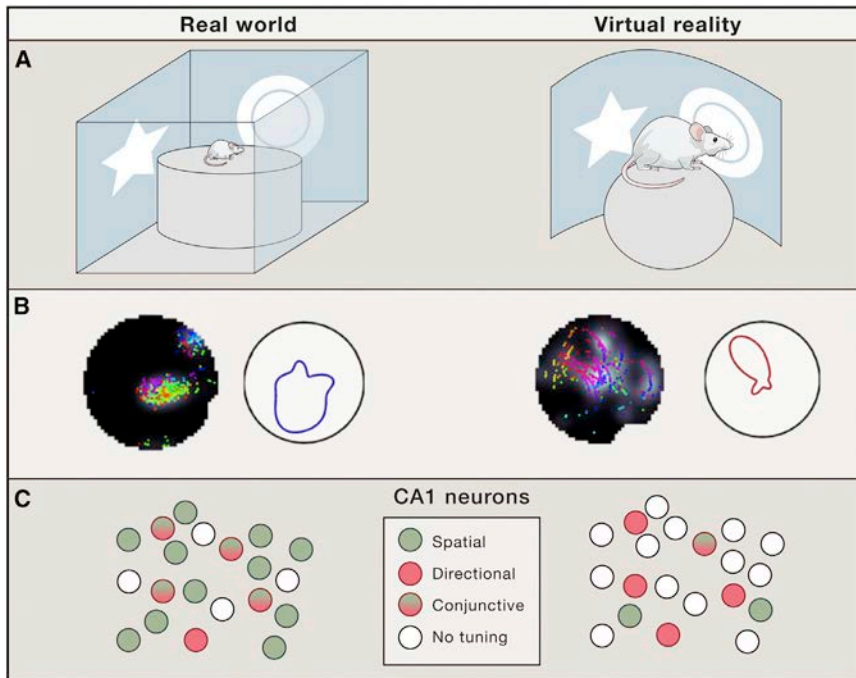 Real world
Virtual reality
A
B
C
CA1 neurons
Spatial
Directional
Conjunctive
No tuning